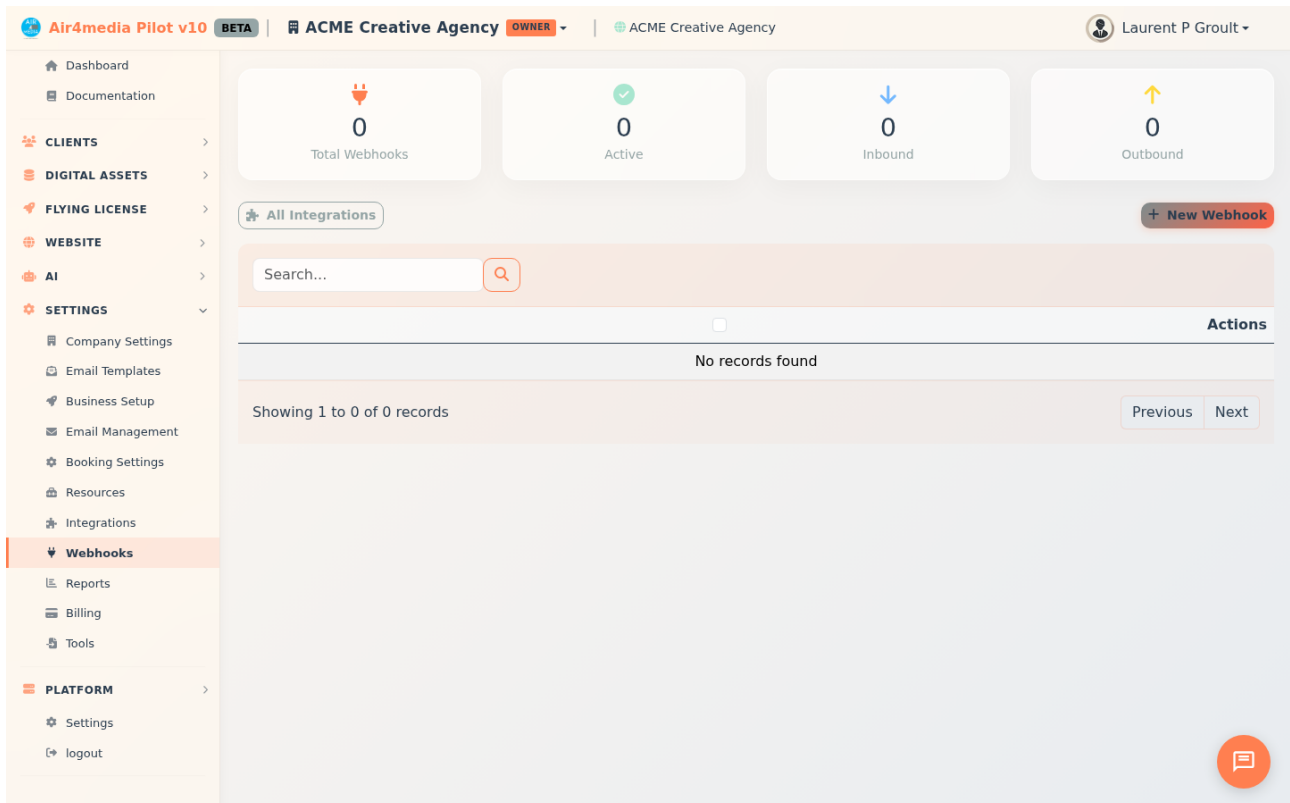 Air4media Pilot v10 BETA | ACME Creative Agency OWNER | ACME Creative Agency Laurent P Groult
Dashboard
Documentation
CLIENTS
DIGITAL ASSETS
FLYING LICENSE
WEBSITE
AI
SETTINGS
Company Settings
Email Templates
Business Setup
Email Management
Booking Settings
Resources
Integrations
Webhooks
Reports
Billing
Tools
PLATFORM
Settings
logout
0
Total Webhooks
0
Active
0
Inbound
0
Outbound
All Integrations
+ New Webhook
Search...
Actions
No records found
Showing 1 to 0 of 0 records
Previous Next